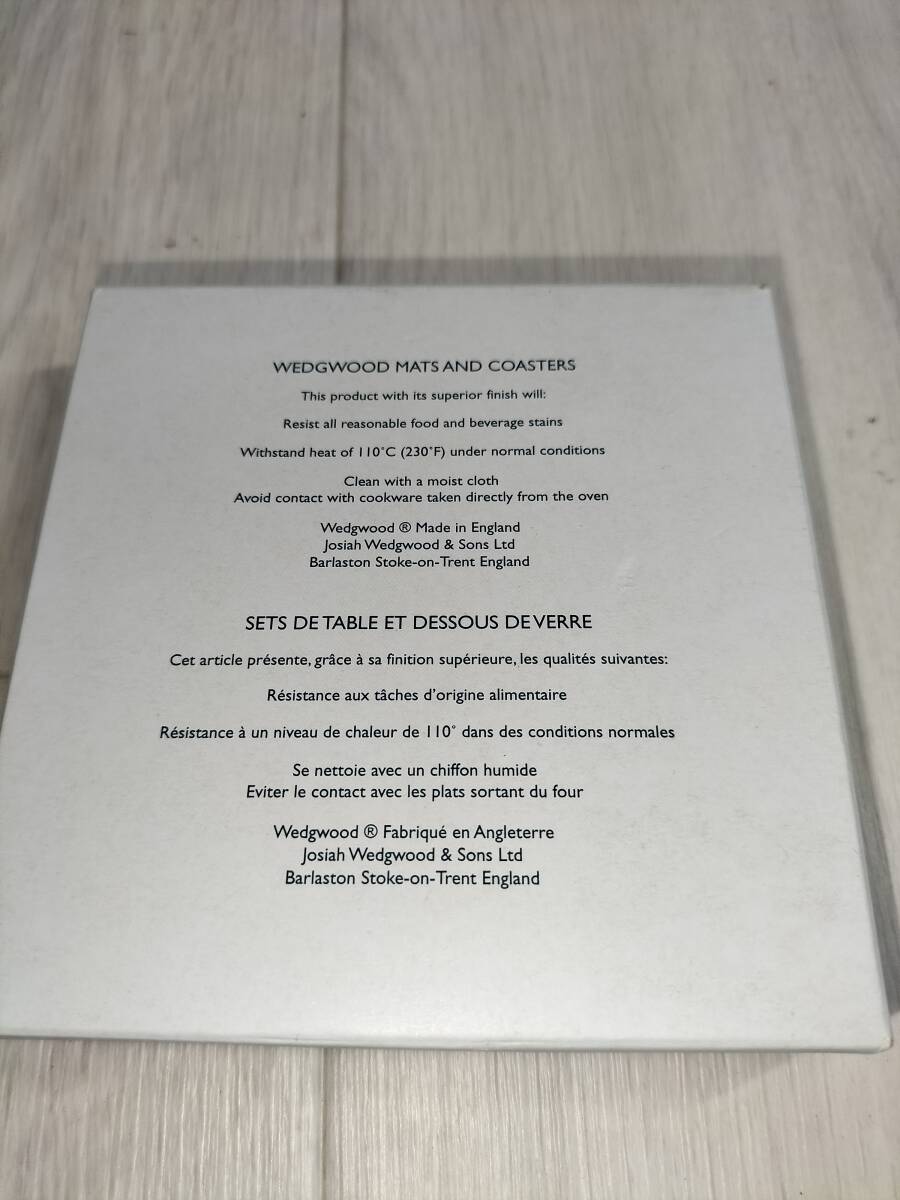 WEDGWOOD MATS AND COASTERS
This product with its superior finish will:
Resist all reasonable food and beverage stains
Withstand heat of 110°C (230°F) under normal conditions
Clean with a moist cloth
Avoid contact with cookware taken directly from the oven
Wedgwood ® Made in England
Josiah Wedgwood & Sons Ltd
Barlaston Stoke-on-Trent England
SETS DE TABLE ET DESSOUS DE VERRE
Cet article présente, grâce à sa finition supérieure, les qualités suivantes:
Résistance aux tâches d'origine alimentaire
Résistance à un niveau de chaleur de 110° dans des conditions normales
Se nettoie avec un chiffon humide
Eviter le contact avec les plats sortant du four
Wedgwood ® Fabriqué en Angleterre
Josiah Wedgwood & Sons Ltd
Barlaston Stoke-on-Trent England